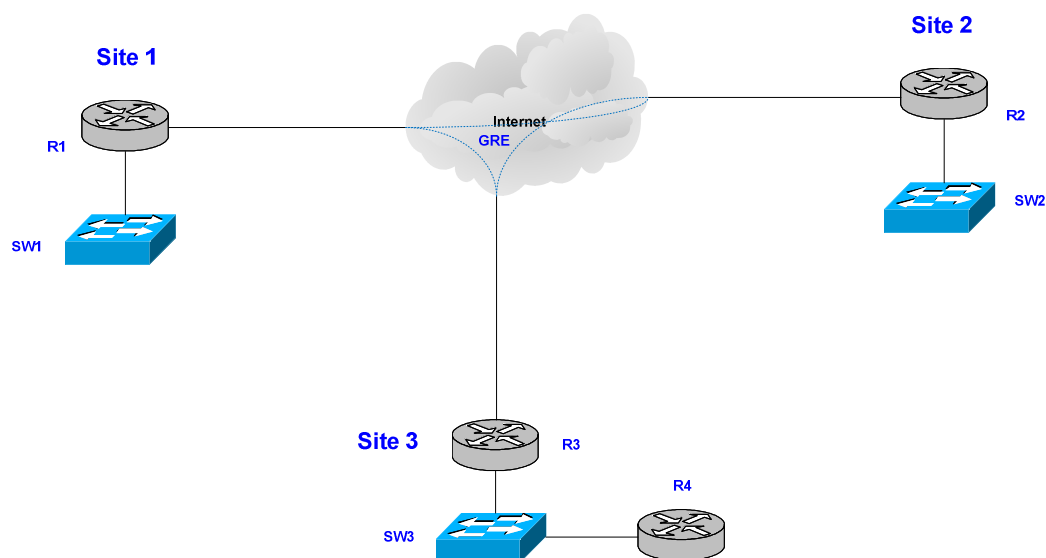 Site 1
Site 2
Internet
GRE
R1
R2
SW1
SW2
Site 3
R3
R4
SW3